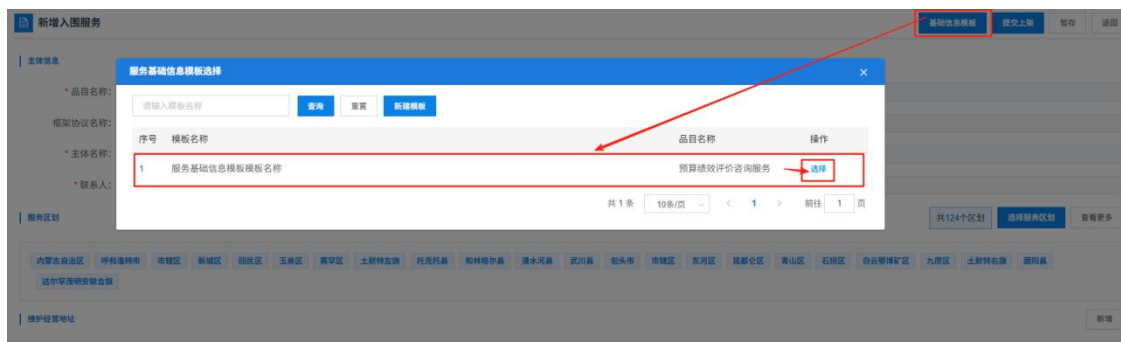 新增入围服务 基础信息模板 提交上架 暂存 返回
主体信息
服务基础信息模板选择
* 品目名称:
请输入模板名称 查询 重置 新建模板
框架协议名称:
序号 模板名称 品目名称 操作
* 主体名称:
1 服务基础信息模板模板名称 预算绩效评价咨询服务 选择
* 联系人:
共 1 条 10条/页 < 1 > 前往 1 页
服务区划 共124个区划 选择服务区划 查看更多
内蒙古自治区 呼和浩特市 市辖区 新城区 回民区 玉泉区 赛罕区 土默特左旗 托克托县 和林格尔县 清水河县 武川县 包头市 市辖区 东河区 昆都仑区 青山区 石拐区 白云鄂博矿区 九原区 土默特右旗 固阳县
达尔罕茂明安联合旗
维护经营地址 新增